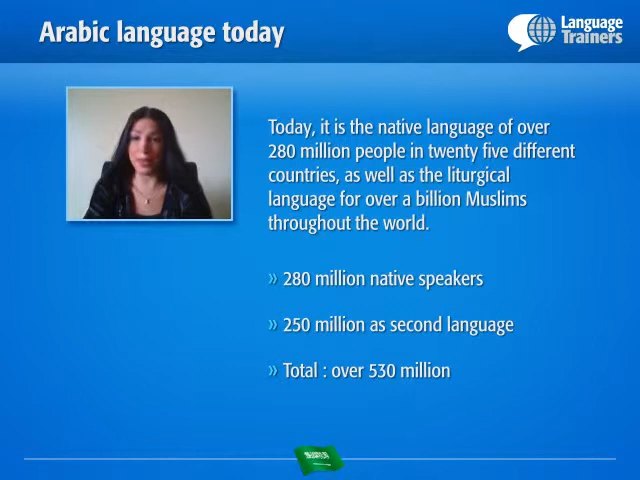 Arabic language today
Language
Trainers
Today, it is the native language of over
280 million people in twenty five different
countries, as well as the liturgical
language for over a billion Muslims
throughout the world.
» 280 million native speakers
» 250 million as second language
» Total : over 530 million